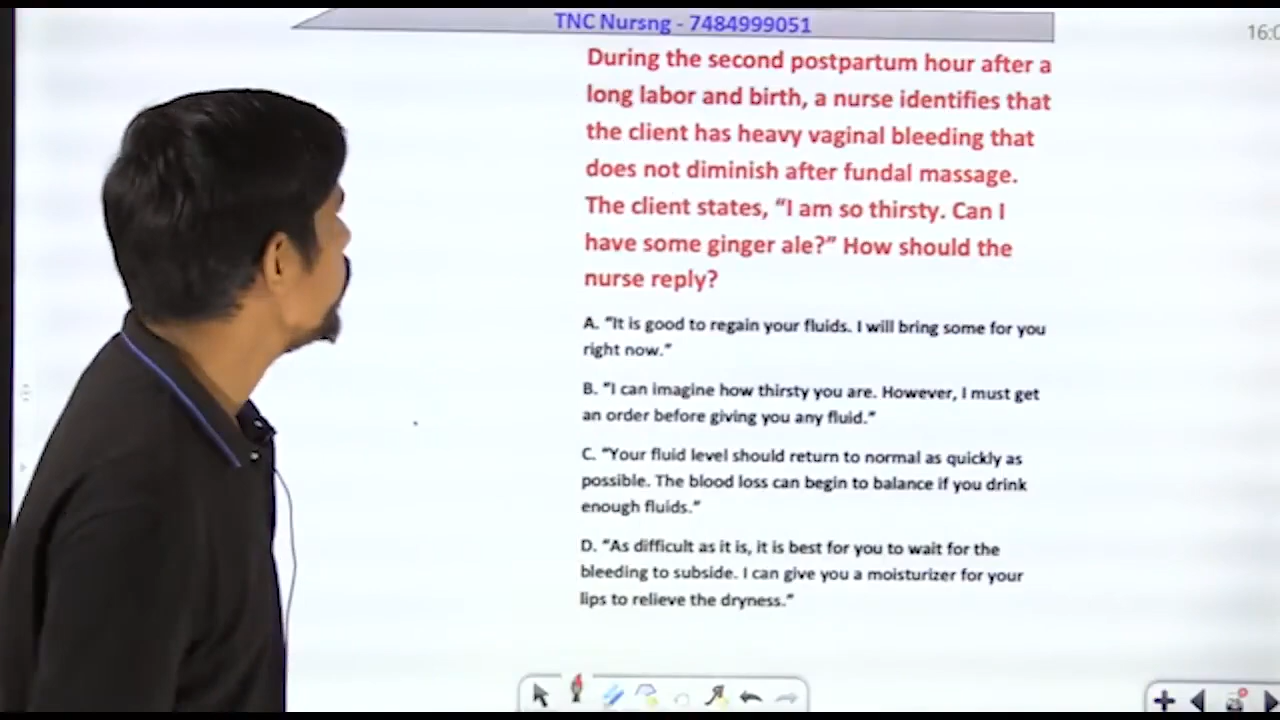 TNC Nursng - 7484999051
During the second postpartum hour after a
long labor and birth, a nurse identifies that
the client has heavy vaginal bleeding that
does not diminish after fundal massage.
The client states, “I am so thirsty. Can I
have some ginger ale?” How should the
nurse reply?
A. “It is good to regain your fluids. I will bring some for you
right now.”
B. “I can imagine how thirsty you are. However, I must get
an order before giving you any fluid.”
C. “Your fluid level should return to normal as quickly as
possible. The blood loss can begin to balance if you drink
enough fluids.”
D. “As difficult as it is, it is best for you to wait for the
bleeding to subside. I can give you a moisturizer for your
lips to relieve the dryness.”